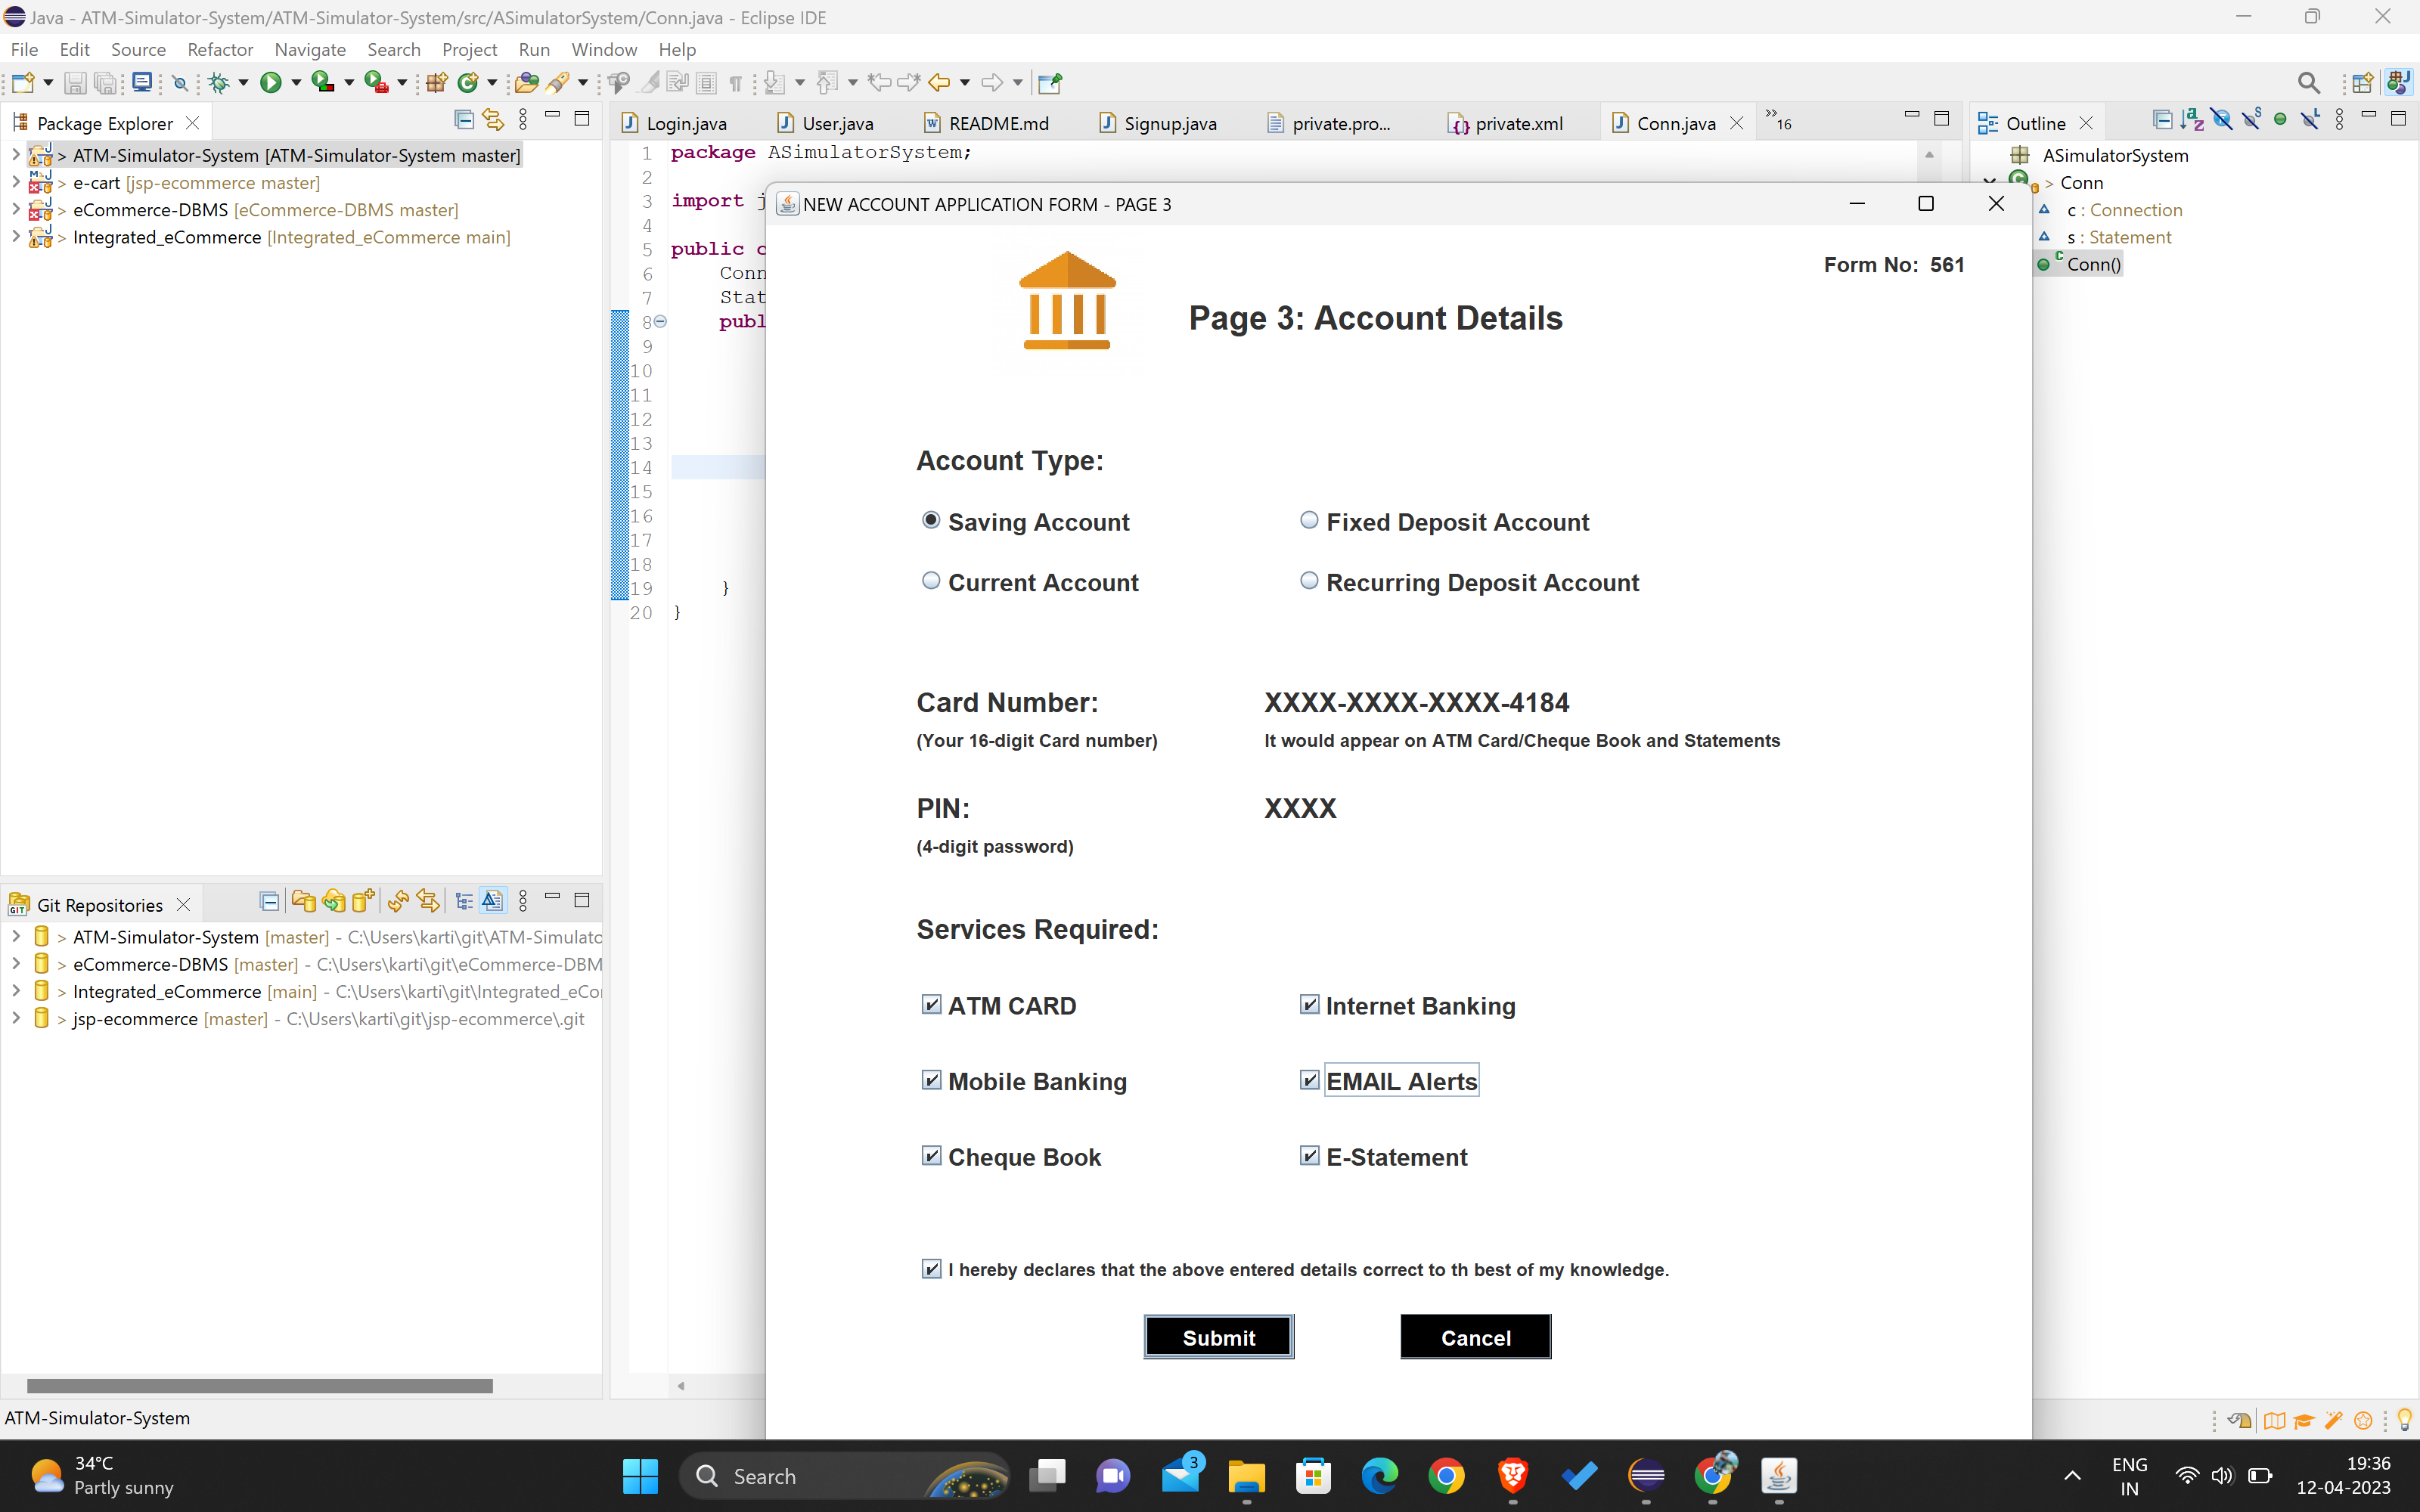 Java - ATM-Simulator-System/ATM-Simulator-System/src/ASimulatorSystem/Conn.java - Eclipse IDE
File Edit Source Refactor Navigate Search Project Run Window Help
Package Explorer
> ATM-Simulator-System [ATM-Simulator-System master]
> e-cart [jsp-ecommerce master]
> eCommerce-DBMS [eCommerce-DBMS master]
> Integrated_eCommerce [Integrated_eCommerce main]
Login.java User.java README.md Signup.java private.pro... private.xml Conn.java »16
1 package ASimulatorSystem;
2
3 import j
4
5 public c
6 Conn
7 Stat
8 publ
9
10
11
12
13
14
15
16
17
18
19 }
20 }
Outline
ASimulatorSystem
> Conn
c : Connection
s : Statement
Conn()
NEW ACCOUNT APPLICATION FORM - PAGE 3
Form No: 561
Page 3: Account Details
Account Type:
Saving Account Fixed Deposit Account
Current Account Recurring Deposit Account
Card Number: XXXX-XXXX-XXXX-4184
(Your 16-digit Card number) It would appear on ATM Card/Cheque Book and Statements
PIN: XXXX
(4-digit password)
Services Required:
ATM CARD Internet Banking
Mobile Banking EMAIL Alerts
Cheque Book E-Statement
I hereby declares that the above entered details correct to th best of my knowledge.
Submit Cancel
Git Repositories
> ATM-Simulator-System [master] - C:\Users\karti\git\ATM-Simulato
> eCommerce-DBMS [master] - C:\Users\karti\git\eCommerce-DBM
> Integrated_eCommerce [main] - C:\Users\karti\git\Integrated_eCo
> jsp-ecommerce [master] - C:\Users\karti\git\jsp-ecommerce\.git
ATM-Simulator-System
34°C
Partly sunny
Search
3
ENG
IN
19:36
12-04-2023